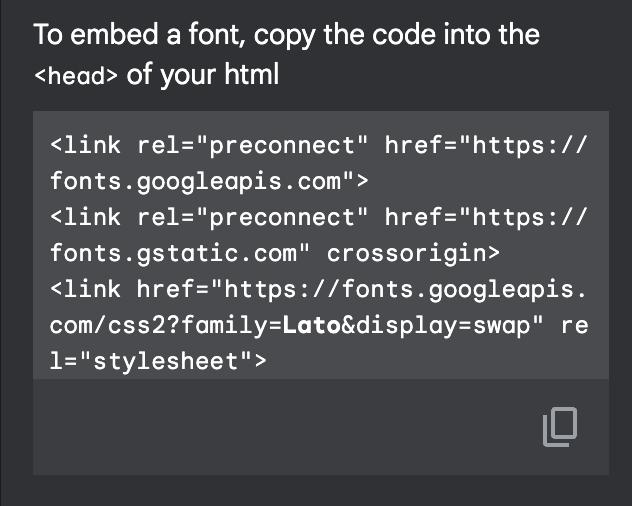 To embed a font, copy the code into the
<head> of your html
<link rel="preconnect" href="https://
fonts.googleapis.com">
<link rel="preconnect" href="https://
fonts.gstatic.com" crossorigin>
<link href="https://fonts.googleapis.
com/css2?family=Lato&display=swap" re
l="stylesheet">